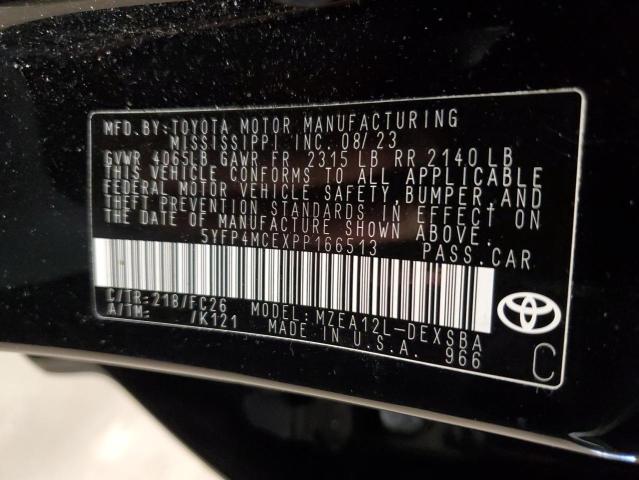 MFD.BY:TOYOTA MOTOR MANUFACTURING
MISSISSIPPI INC. 08/23
GVWR 4065LB GAWR FR 2315 LB RR 2140 LB
THIS VEHICLE CONFORMS TO ALL APPLICABLE
FEDERAL MOTOR VEHICLE SAFETY, BUMPER, AND
THEFT PREVENTION STANDARDS IN EFFECT ON
THE DATE OF MANUFACTURE SHOWN ABOVE.
5YFP4MCEXPP166513 PASS.CAR
C/TR:218/FC26 MODEL: MZEA12L-DEXSBA
A/TM: /K121 MADE IN U.S.A. 966
C